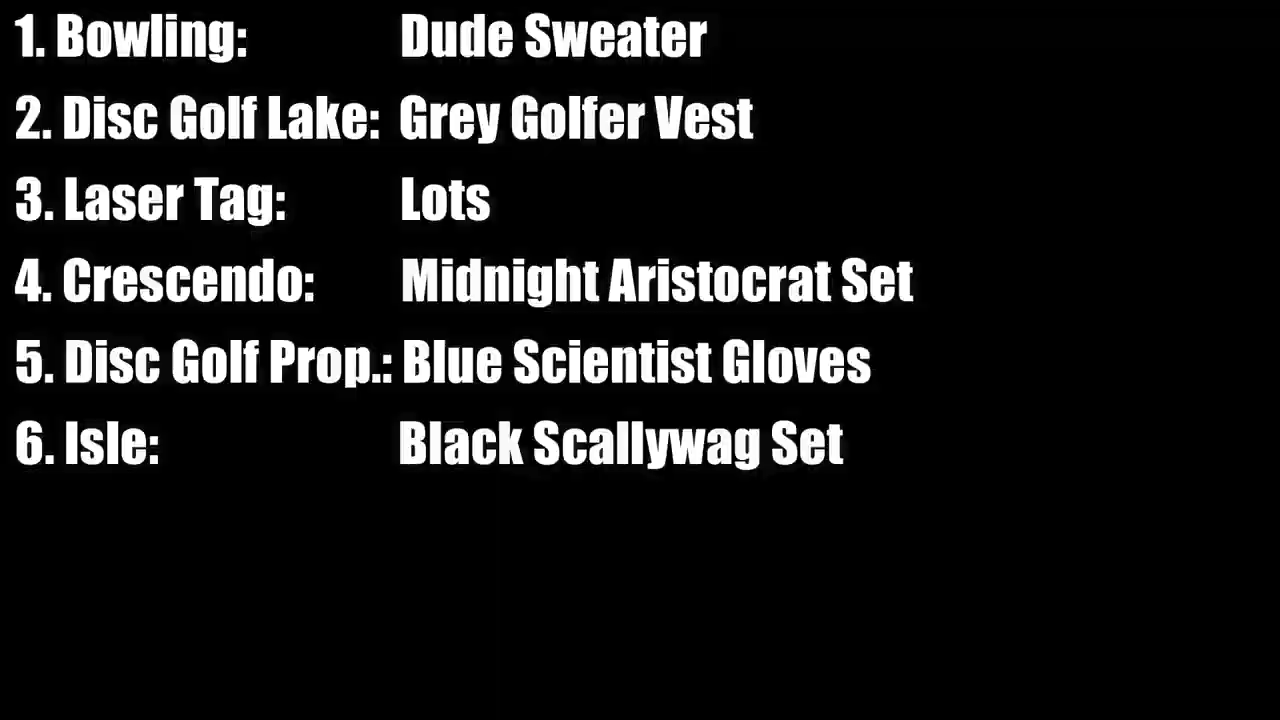 1. Bowling: Dude Sweater
2. Disc Golf Lake: Grey Golfer Vest
3. Laser Tag: Lots
4. Crescendo: Midnight Aristocrat Set
5. Disc Golf Prop.: Blue Scientist Gloves
6. Isle: Black Scallywag Set